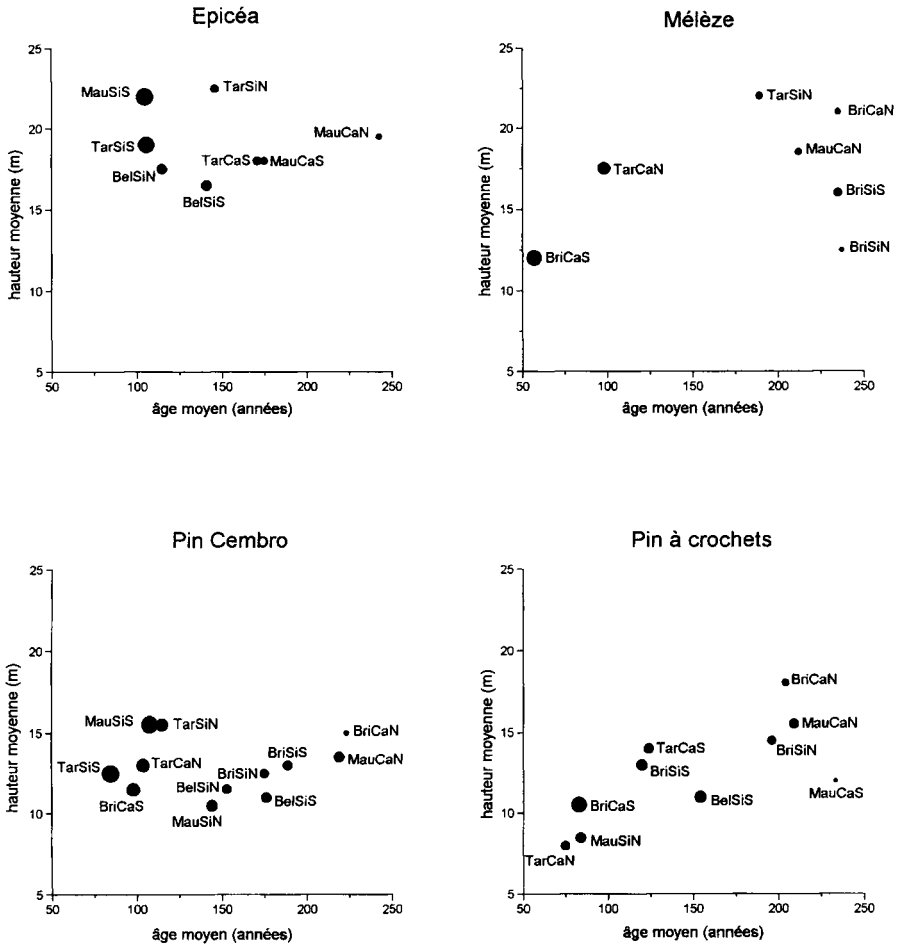 Epicéa
25
20
15
10
5
50
100
150
200
250
hauteur moyenne (m)
âge moyen (années)
MauSiS
TarSiN
TarSiS
BelSiN
TarCaS
MauCaS
MauCaN
BelSiS
Mélèze
25
20
15
10
5
50
100
150
200
250
hauteur moyenne (m)
âge moyen (années)
TarSiN
BriCaN
MauCaN
TarCaN
BriSiS
BriSiN
BriCaS
Pin Cembro
25
20
15
10
5
50
100
150
200
250
hauteur moyenne (m)
âge moyen (années)
MauSiS
TarSiN
BriCaN
TarSiS
TarCaN
BriSiS
MauCaN
BriSiN
BelSiN
BriCaS
BelSiS
MauSiN
Pin à crochets
25
20
15
10
5
50
100
150
200
250
hauteur moyenne (m)
âge moyen (années)
BriCaN
MauCaN
BriSiN
TarCaS
BriSiS
MauCaS
BelSiS
BriCaS
MauSiN
TarCaN